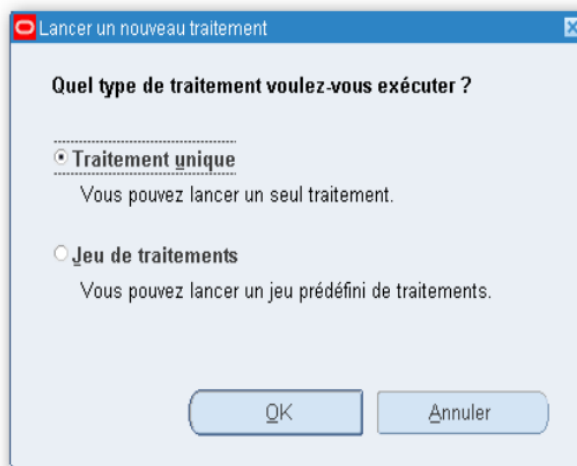 Lancer un nouveau traitement
Quel type de traitement voulez-vous exécuter ?
Traitement unique
Vous pouvez lancer un seul traitement.
Jeu de traitements
Vous pouvez lancer un jeu prédéfini de traitements.
OK
Annuler